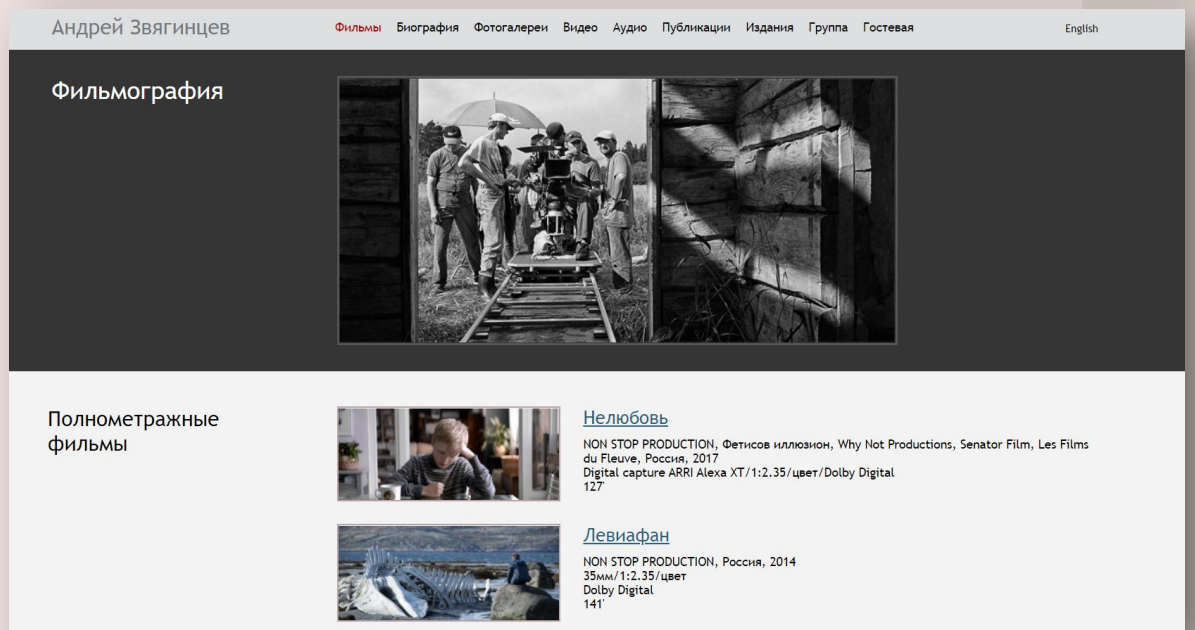 Андрей Звягинцев
Фильмы Биография Фотогалереи Видео Аудио Публикации Издания Группа Гостевая
English
Фильмография
Полнометражные
фильмы
Нелюбовь
NON STOP PRODUCTION, Фетисов иллюзион, Why Not Productions, Senator Film, Les Films
du Fleuve, Россия, 2017
Digital capture ARRI Alexa XT/1:2.35/цвет/Dolby Digital
127'
Левиафан
NON STOP PRODUCTION, Россия, 2014
35мм/1:2.35/цвет
Dolby Digital
141'